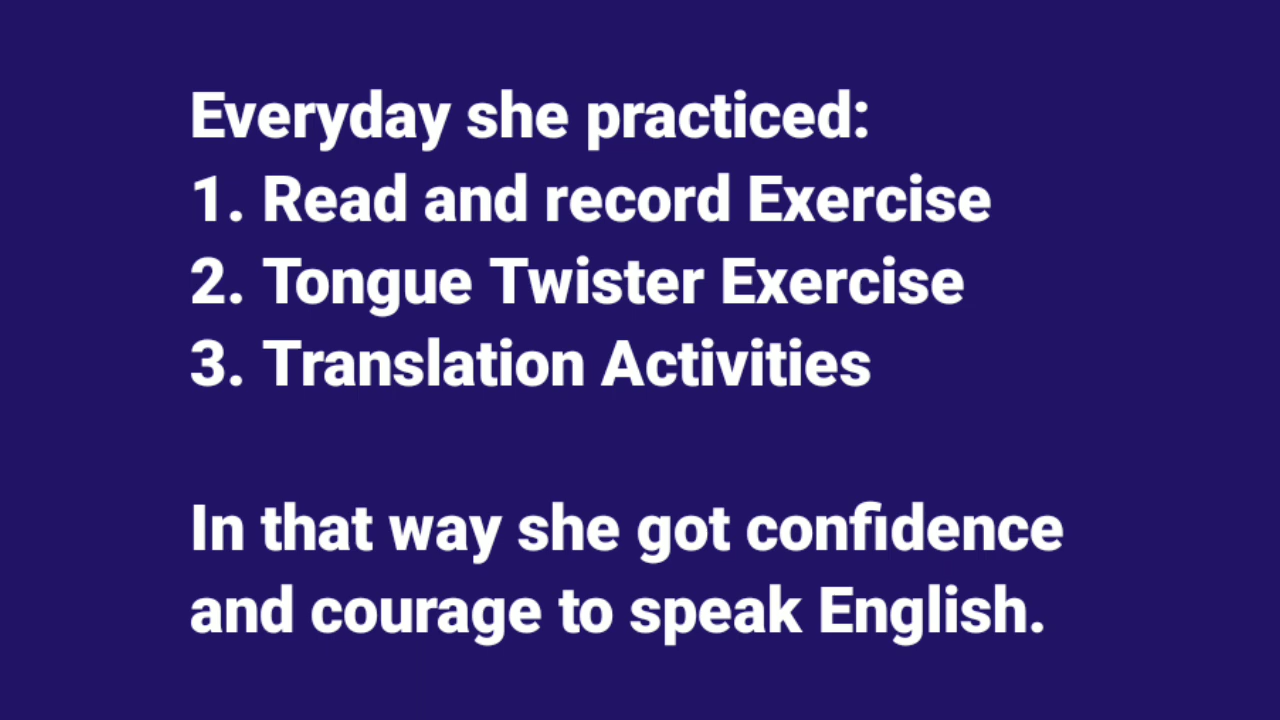 Everyday she practiced:
1. Read and record Exercise
2. Tongue Twister Exercise
3. Translation Activities
In that way she got confidence
and courage to speak English.